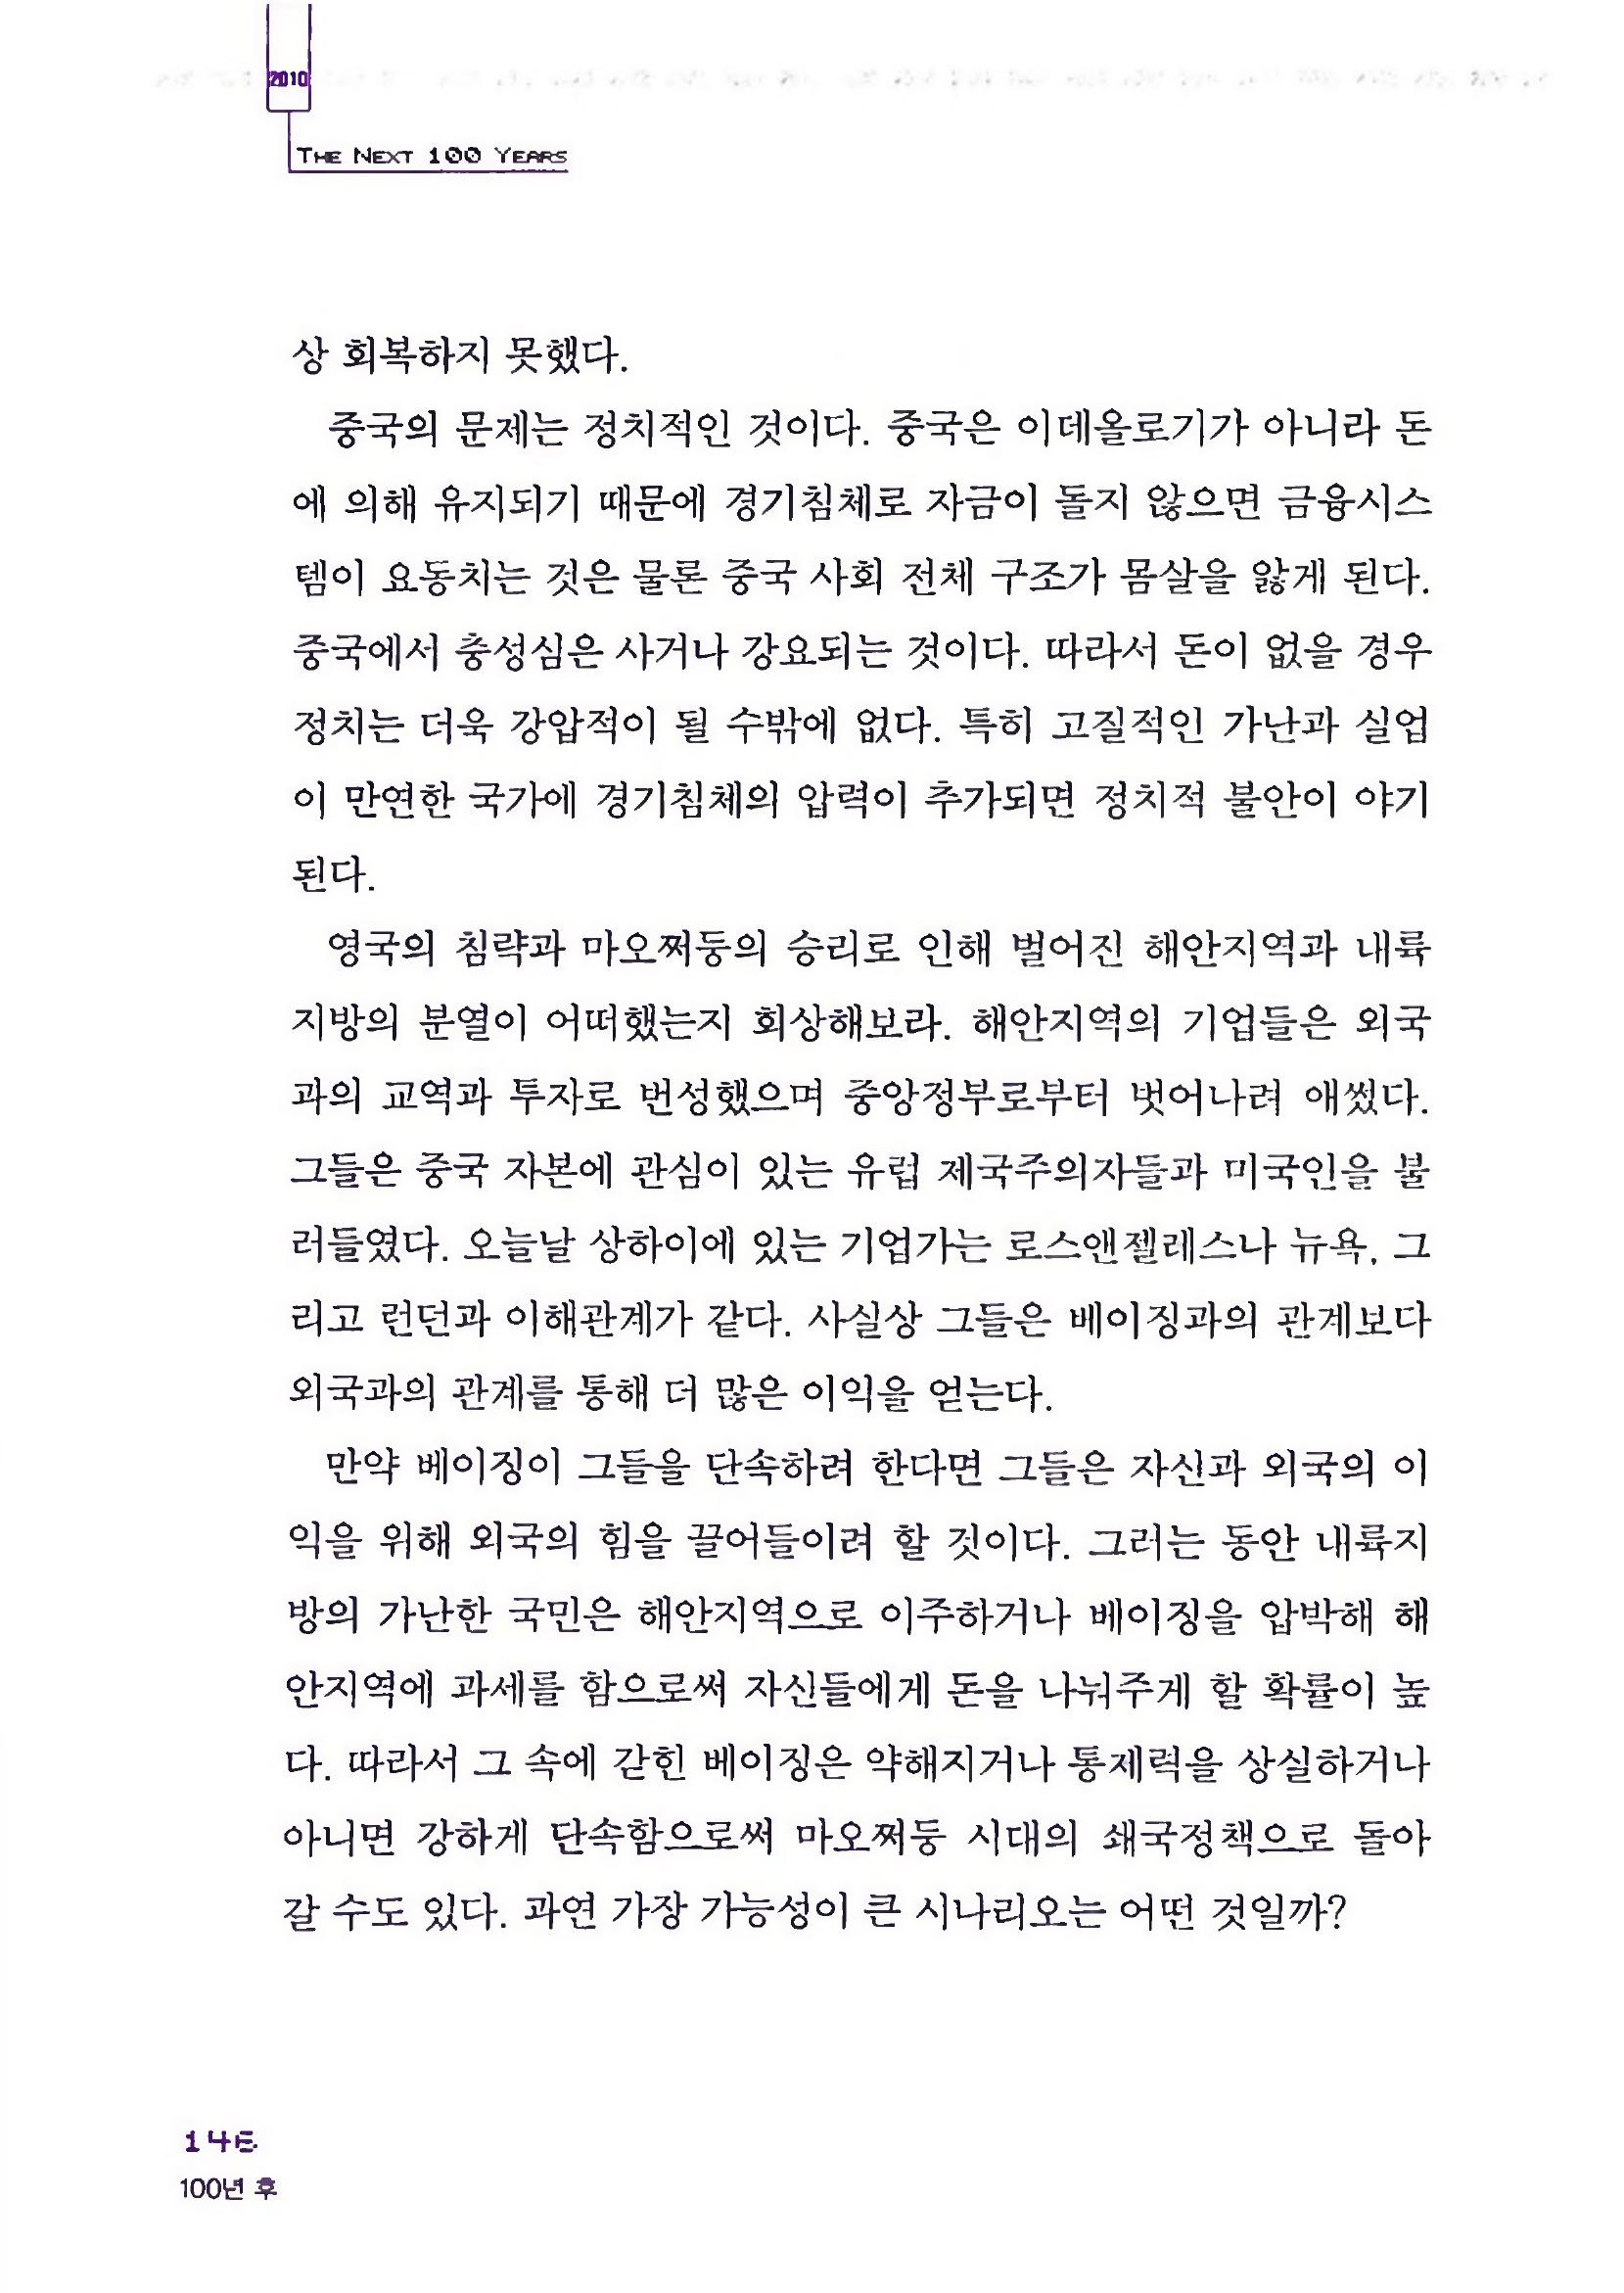 2010
THE NEXT 100 YEARS
상 회복하지 못했다.
중국의 문제는 정치적인 것이다. 중국은 이데올로기가 아니라 돈
에 의해 유지되기 때문에 경기침체로 자금이 돌지 않으면 금융시스
템이 요동치는 것은 물론 중국 사회 전체 구조가 몸살을 앓게 된다.
중국에서 충성심은 사거나 강요되는 것이다. 따라서 돈이 없을 경우
정치는 더욱 강압적이 될 수밖에 없다. 특히 고질적인 가난과 실업
이 만연한 국가에 경기침체의 압력이 추가되면 정치적 불안이 야기
된다.
영국의 침략과 마오쩌둥의 승리로 인해 벌어진 해안지역과 내륙
지방의 분열이 어떠했는지 회상해보라. 해안지역의 기업들은 외국
과의 교역과 투자로 번성했으며 중앙정부로부터 벗어나려 애썼다.
그들은 중국 자본에 관심이 있는 유럽 제국주의자들과 미국인을 불
러들였다. 오늘날 상하이에 있는 기업가는 로스앤젤레스나 뉴욕, 그
리고 런던과 이해관계가 같다. 사실상 그들은 베이징과의 관계보다
외국과의 관계를 통해 더 많은 이익을 얻는다.
만약 베이징이 그들을 단속하려 한다면 그들은 자신과 외국의 이
익을 위해 외국의 힘을 끌어들이려 할 것이다. 그러는 동안 내륙지
방의 가난한 국민은 해안지역으로 이주하거나 베이징을 압박해 해
안지역에 과세를 함으로써 자신들에게 돈을 나눠주게 할 확률이 높
다. 따라서 그 속에 갇힌 베이징은 약해지거나 통제력을 상실하거나
아니면 강하게 단속함으로써 마오쩌둥 시대의 쇄국정책으로 돌아
갈 수도 있다. 과연 가장 가능성이 큰 시나리오는 어떤 것일까?
146
100년 후